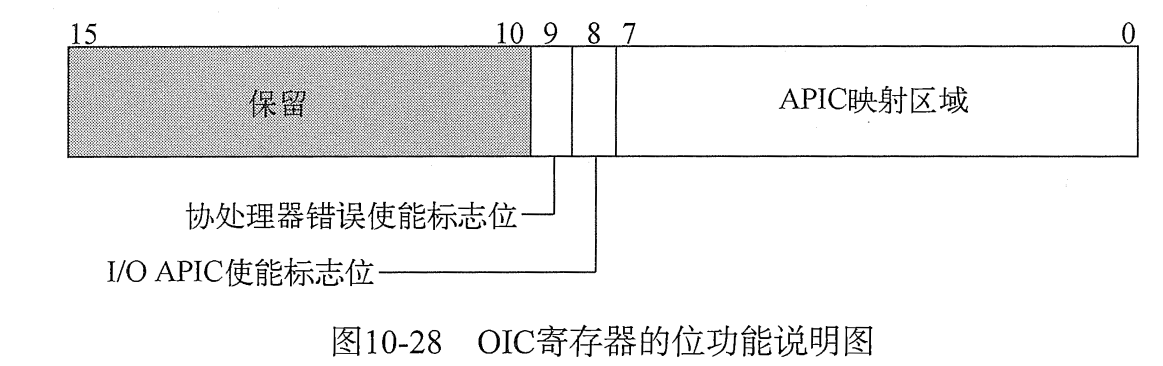 15 10 9 8 7 0
保留 APIC映射区域
协处理器错误使能标志位
I/O APIC使能标志位
图10-28 OIC寄存器的位功能说明图